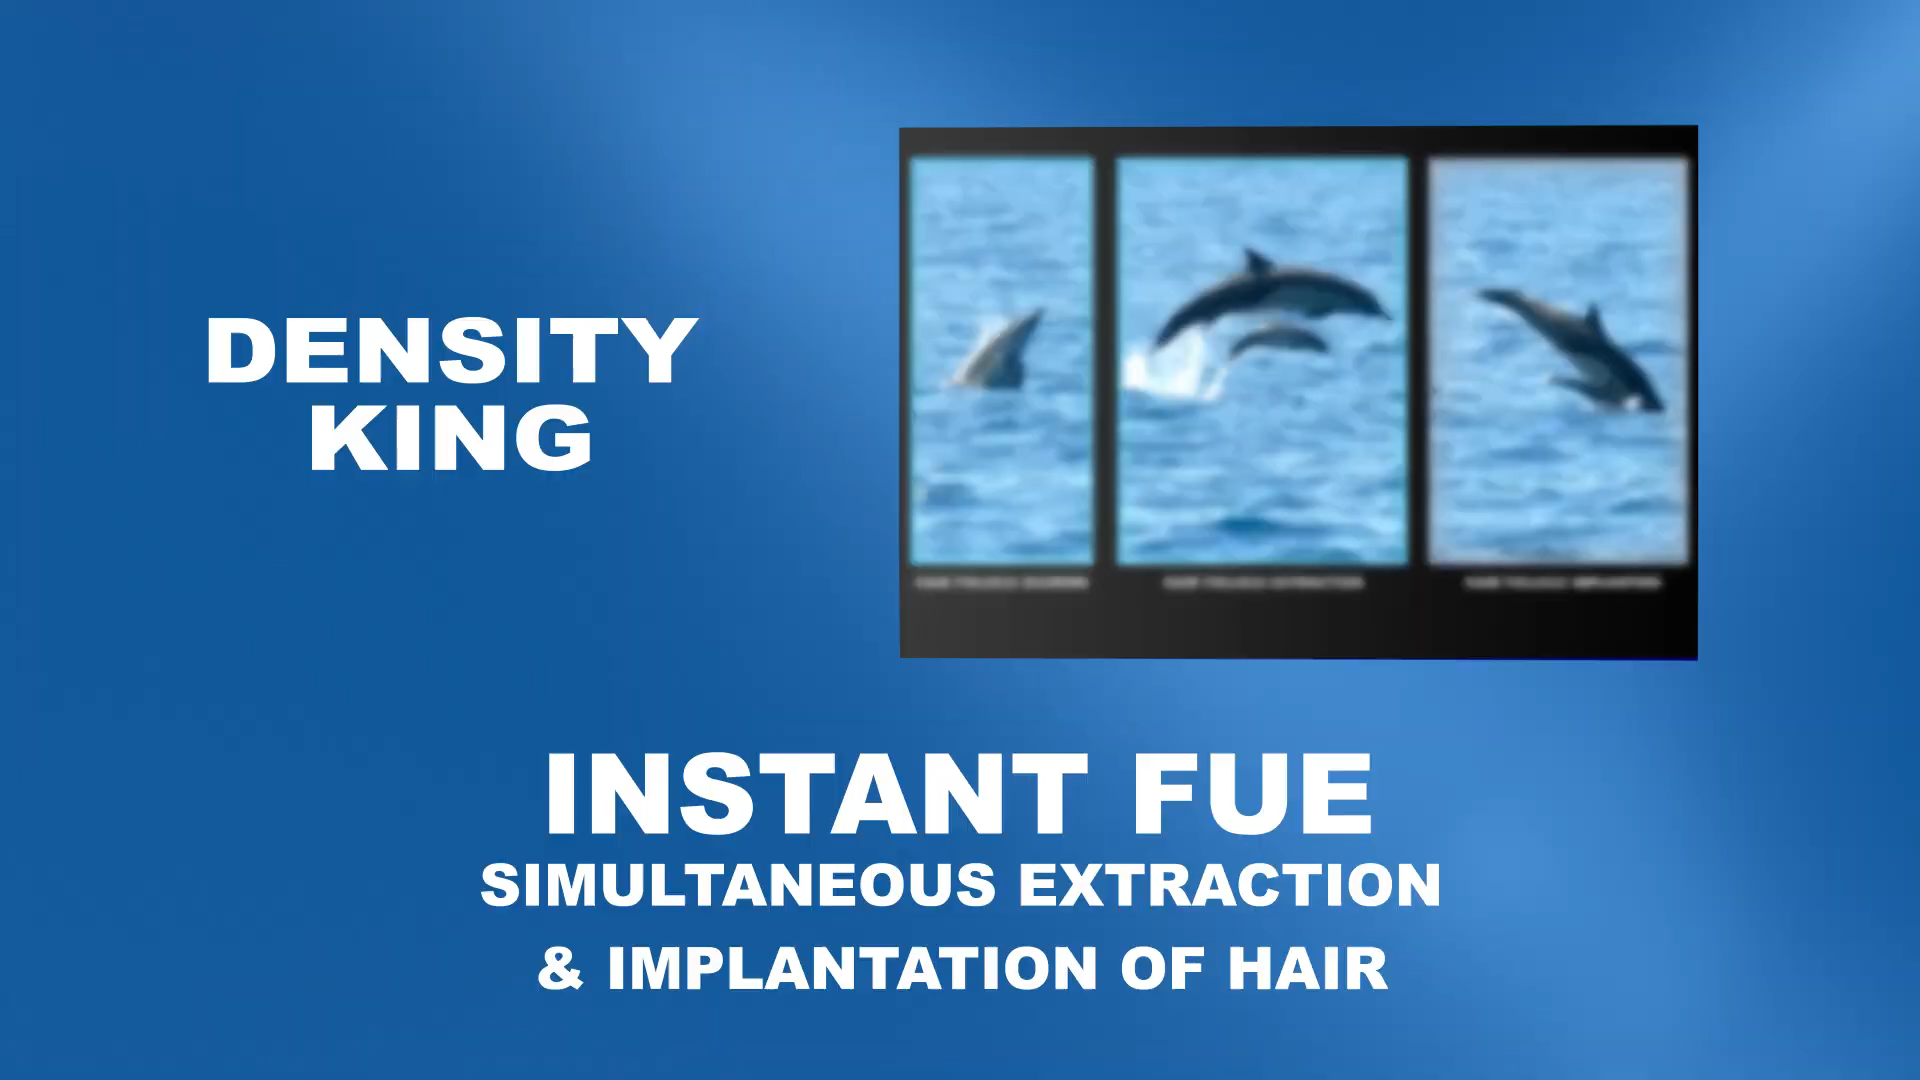 DENSITY
KING
INSTANT FUE
SIMULTANEOUS EXTRACTION
& IMPLANTATION OF HAIR